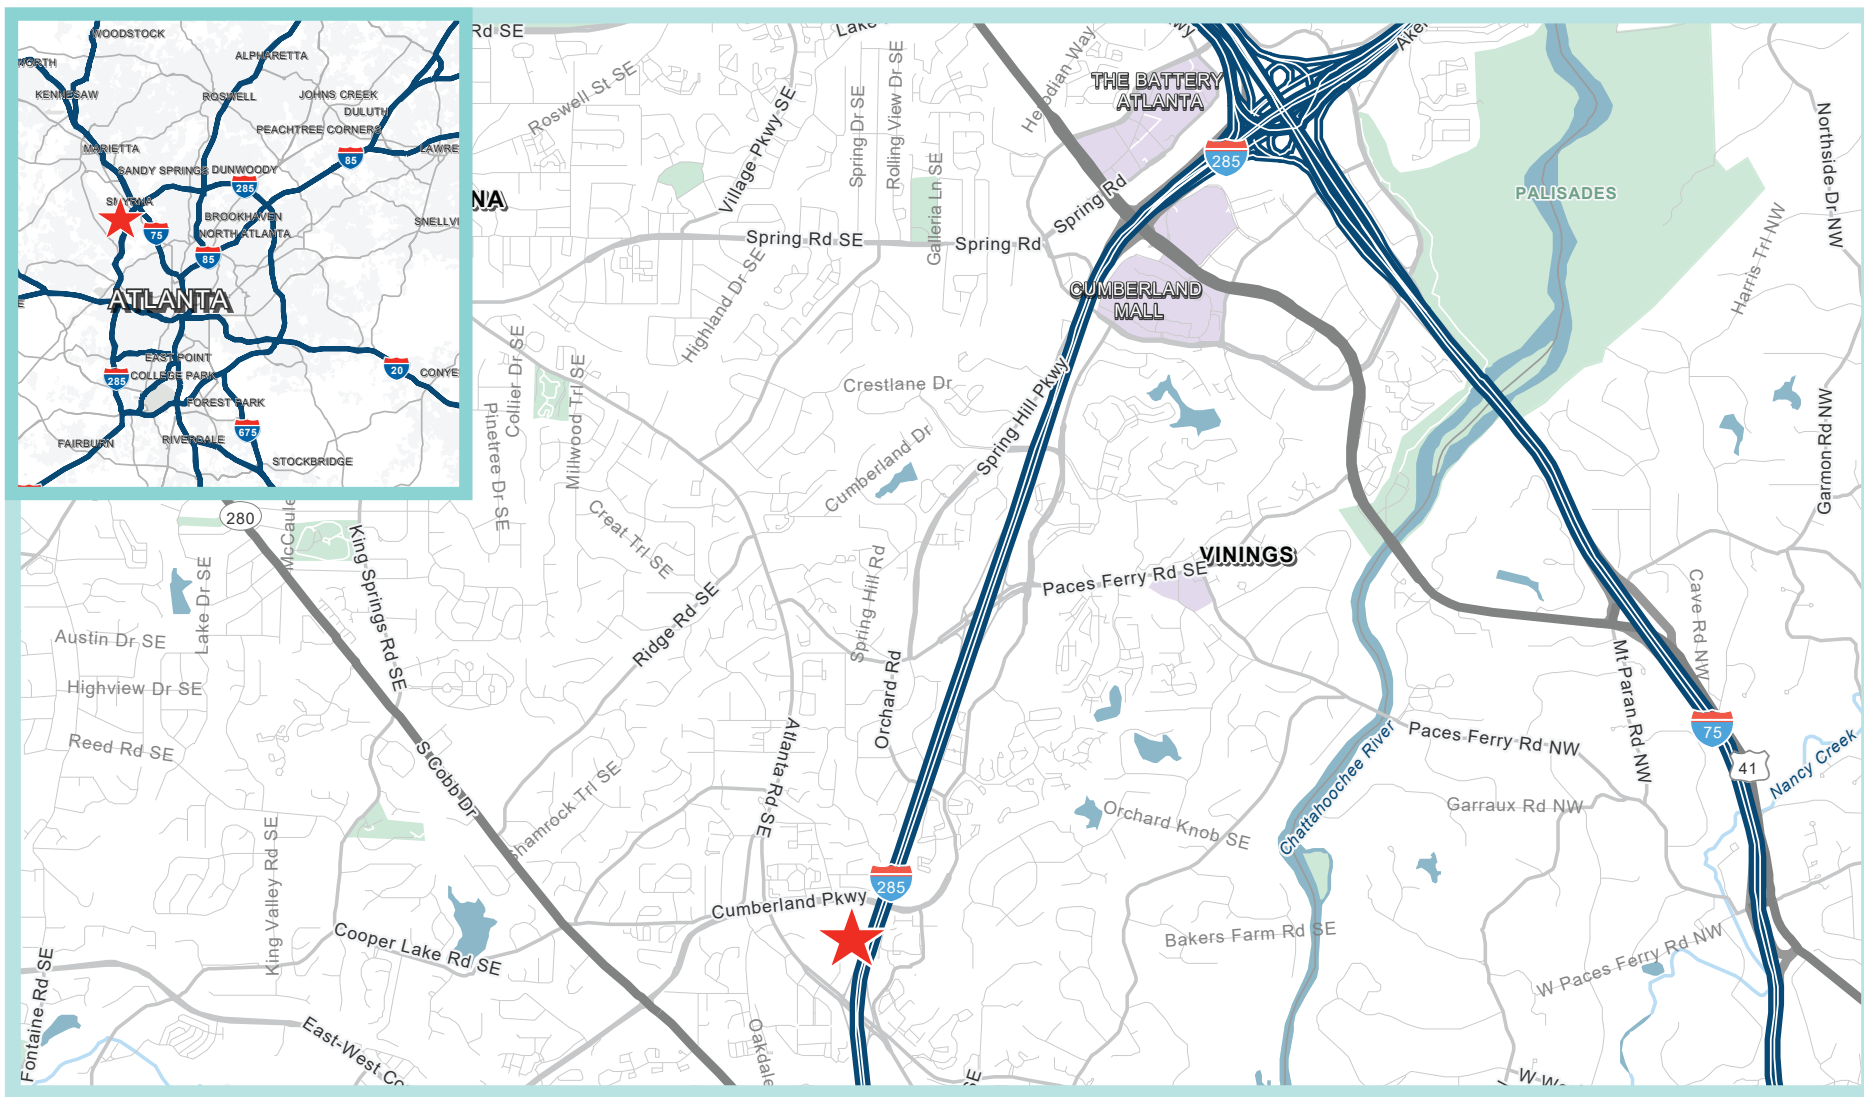 WOODSTOCK
ALPHARETTA
KENNESAW
ROSWELL
JOHNS CREEK
DULUTH
PEACHTREE CORNERS
MARIETTA
85
SANDY SPRINGS
DUNWOODY
285
SMYRNA
BROOKHAVEN
75
NORTH ATLANTA
85
ATLANTA
EAST POINT
285
COLLEGE PARK
20
FOREST PARK
675
FAIRBURN
RIVERDALE
STOCKBRIDGE
Rd SE
Lake
Roswell St SE
Village Pkwy SE
Spring Dr SE
Rolling View Dr SE
Galleria Ln SE
THE BATTERY
ATLANTA
285
PALISADES
Northside Dr NW
Harris Trl NW
Spring Rd
NA
Spring Rd SE
Spring Rd
Highland Dr SE
CUMBERLAND
MALL
Collier Dr SE
Pinetree Dr SE
Millwood Trl SE
Crestlane Dr
Cumberland Dr
Spring Hill Pkwy
Garmon Rd NW
280
King Springs Rd SE
Creat Trl SE
VININGS
Paces Ferry Rd SE
Lake Dr SE
Austin Dr SE
Ridge Rd SE
Spring Hill Rd
Orchard Rd
Cave Rd NW
Mt Paran Rd NW
Highview Dr SE
Reed Rd SE
S Cobb Dr
Atlanta Rd SE
Chattahoochee River
Paces Ferry Rd NW
75
41
Nancy Creek
Orchard Knob SE
Garraux Rd NW
King Valley Rd SE
285
Cumberland Pkwy
Cooper Lake Rd SE
Bakers Farm Rd SE
W Paces Ferry Rd NW
Fontaine Rd SE
East-West Co
Oakdale
SE